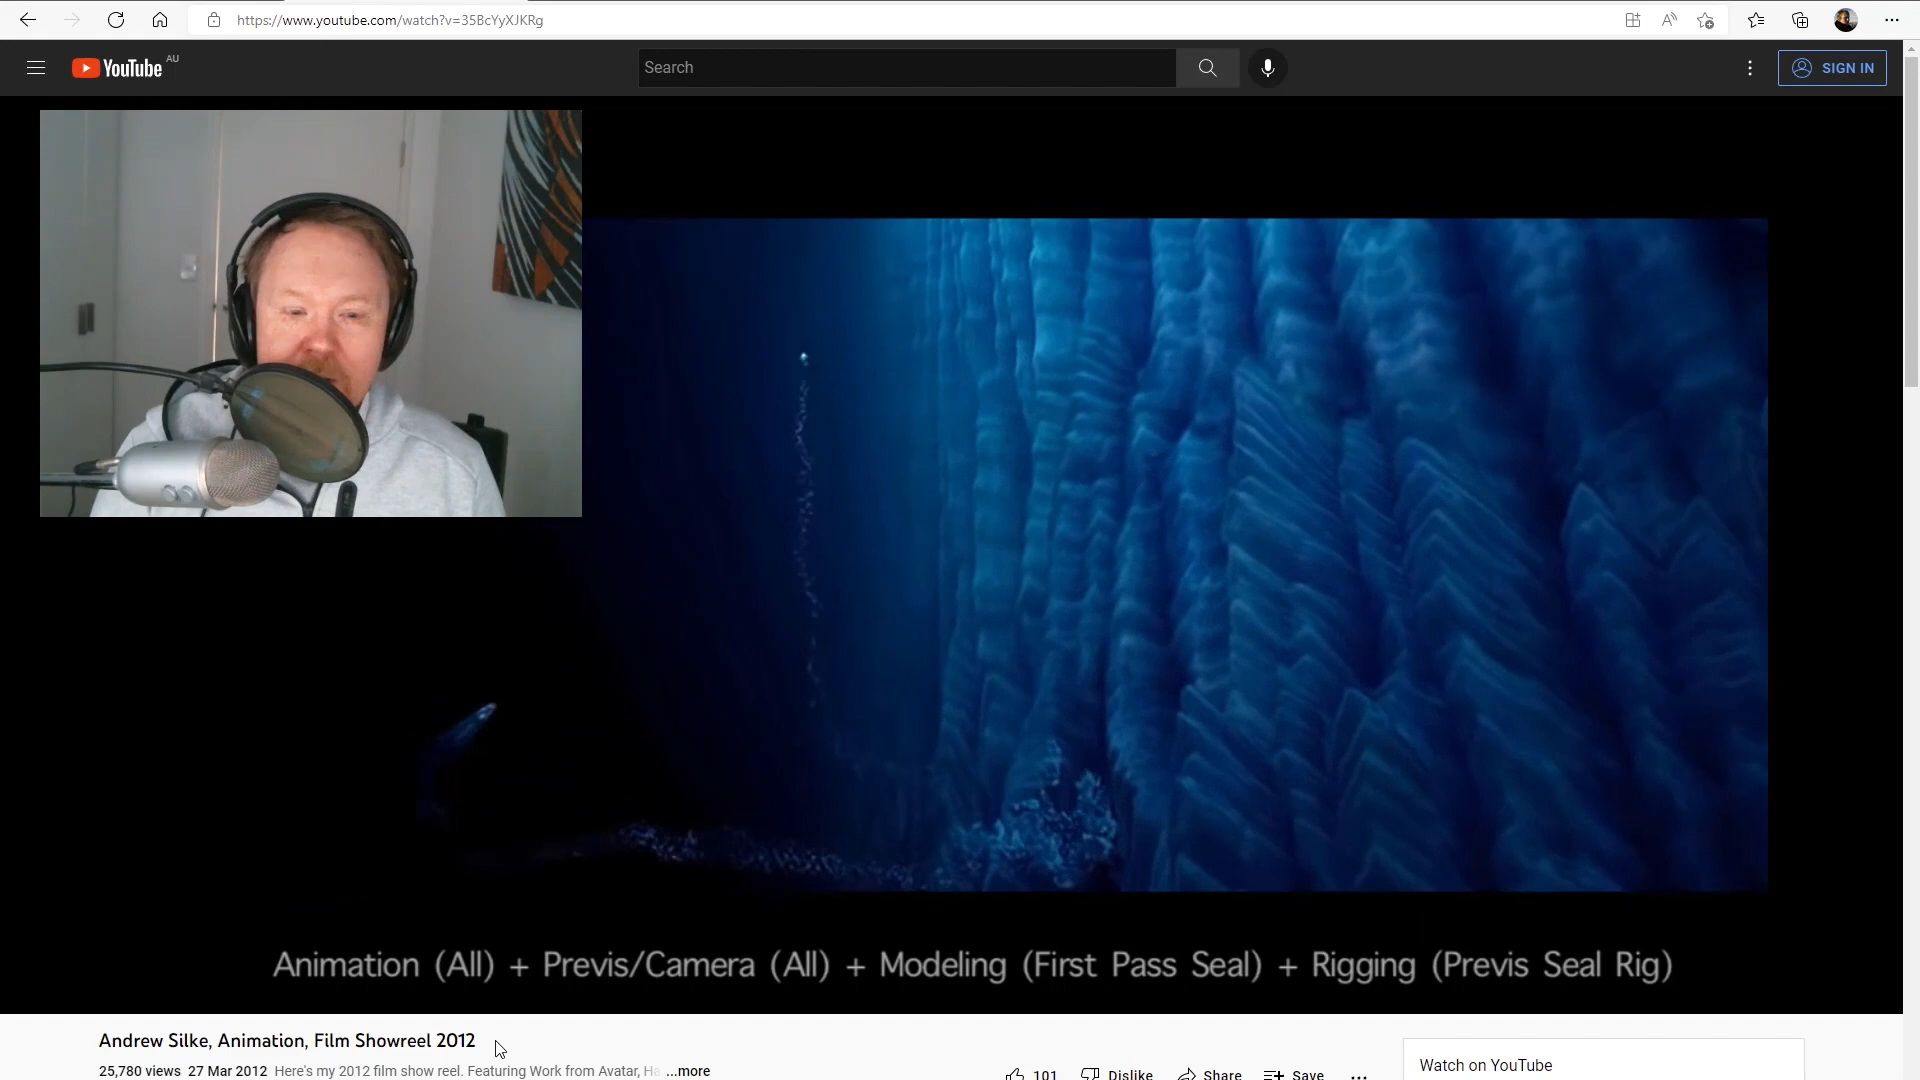 https://www.youtube.com/watch?v=35BcYyXJKRg
YouTube AU
Search
SIGN IN
Animation (All) + Previs/Camera (All) + Modeling (First Pass Seal) + Rigging (Previs Seal Rig)
Andrew Silke, Animation, Film Showreel 2012
25,780 views 27 Mar 2012 Here's my 2012 film show reel. Featuring Work from Avatar, Ha ...more
101 Dislike Share Save
Watch on YouTube